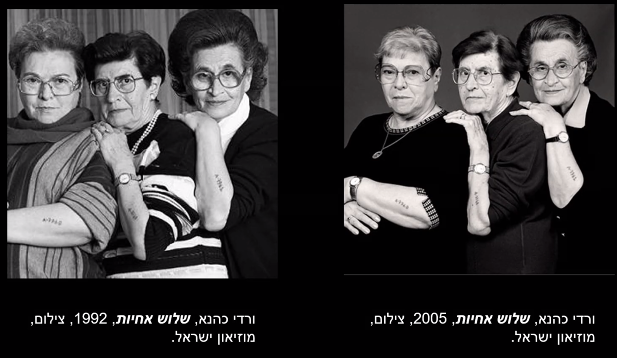 ורדי כהנא, שלוש אחיות, 1992, צילום,
מוזיאון ישראל.
ורדי כהנא, שלוש אחיות, 2005, צילום,
מוזיאון ישראל.